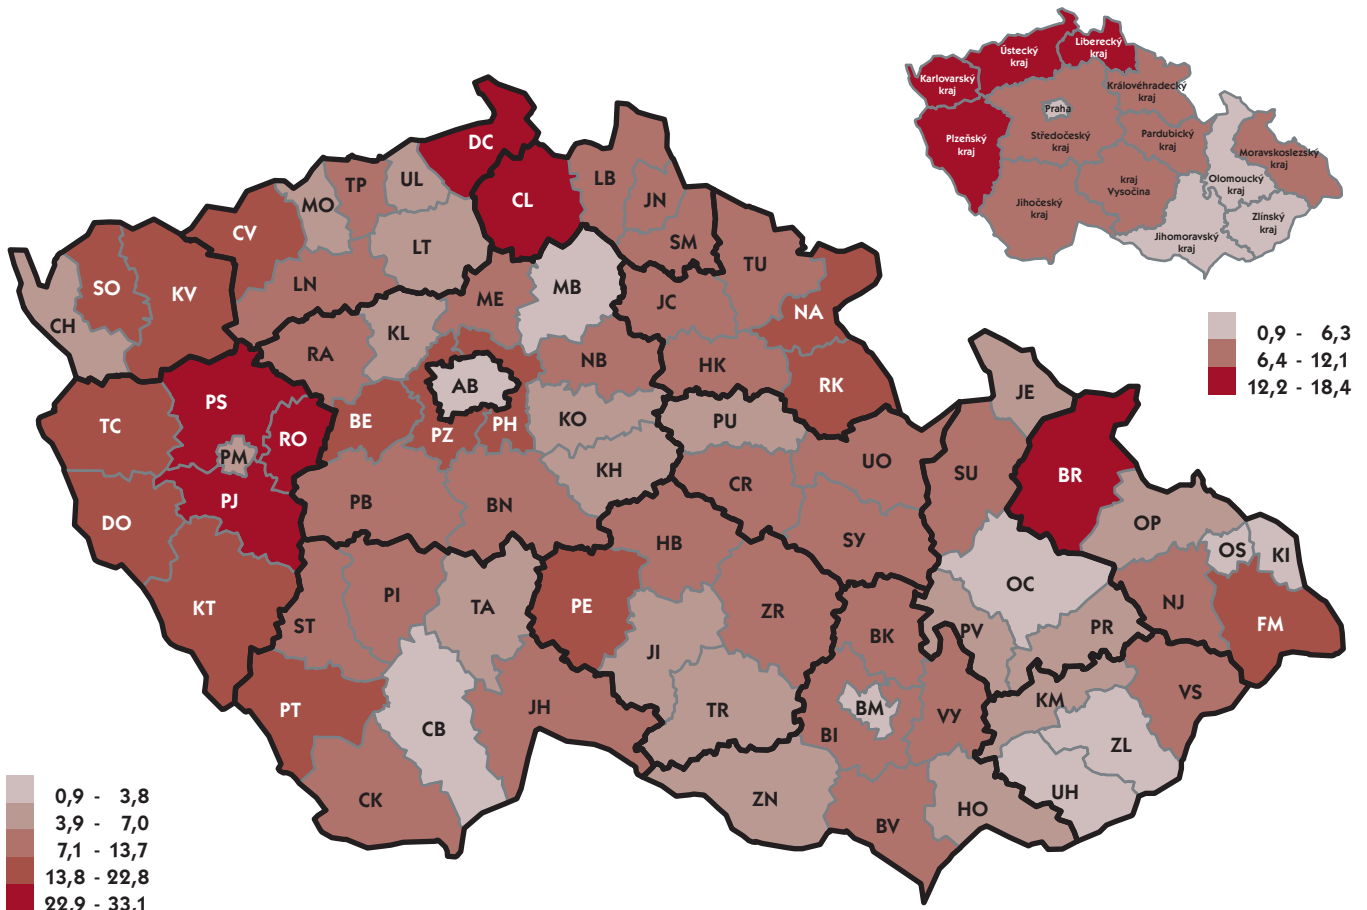 Ústecký
kraj
Liberecký
kraj
Karlovarský
kraj
Královéhradecký
kraj
Praha
Plzeňský
kraj
Středočeský
kraj
Pardubický
kraj
Moravskoslezský
kraj
kraj
Vysočina
Olomoucký
kraj
Jihočeský
kraj
Zlínský
kraj
Jihomoravský
kraj
0,9 - 6,3
6,4 - 12,1
12,2 - 18,4
DC
TP
UL
LB
CL
JN
MO
CV
LT
SM
TU
SO
KV
LN
MB
ME
JC
NA
CH
KL
RA
NB
HK
AB
RK
PS
JE
TC
BE
PZ
PH
KO
PU
RO
PM
UO
KH
SU
BR
CR
PJ
PB
BN
DO
OP
HB
SY
OS
KI
OC
PI
KT
TA
PE
ZR
NJ
ST
FM
PR
PV
BK
JI
VS
KM
PT
JH
TR
BM
VY
CB
BI
ZL
UH
CK
ZN
HO
BV
0,9 - 3,8
3,9 - 7,0
7,1 - 13,7
13,8 - 22,8
22,9 - 33,1